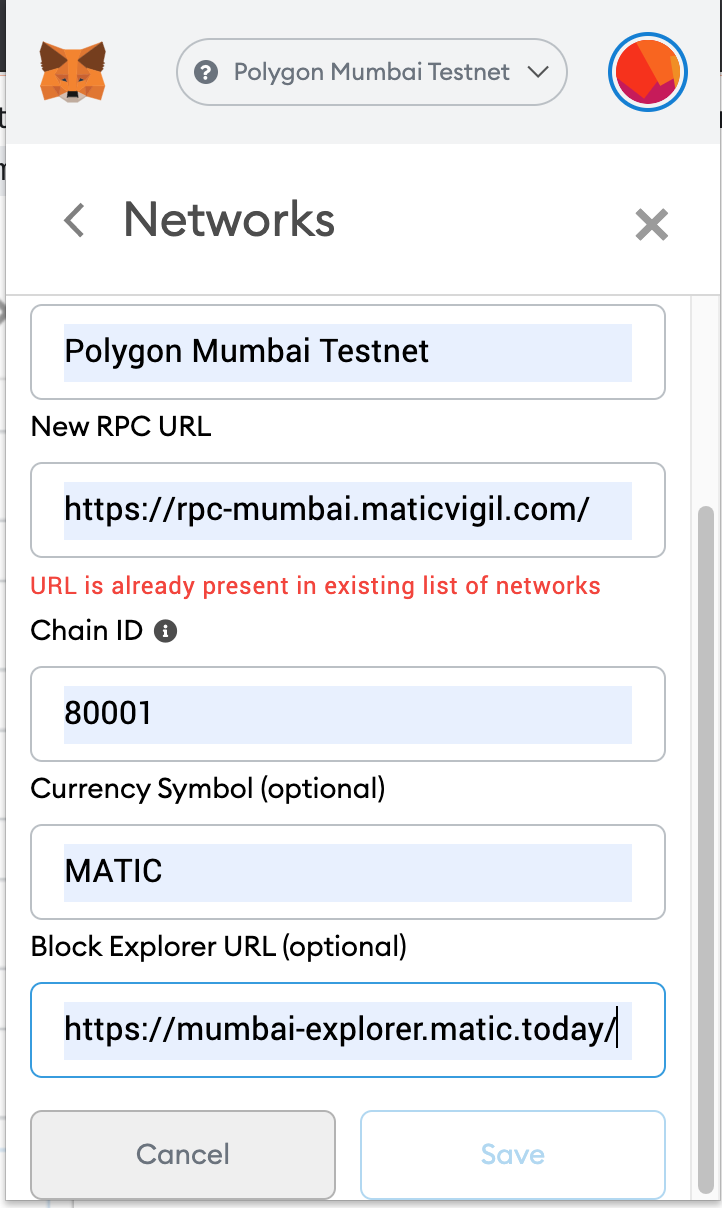 Polygon Mumbai Testnet
Networks
Polygon Mumbai Testnet
New RPC URL
https://rpc-mumbai.maticvigil.com/
URL is already present in existing list of networks
Chain ID
80001
Currency Symbol (optional)
MATIC
Block Explorer URL (optional)
https://mumbai-explorer.matic.today/
Cancel Save